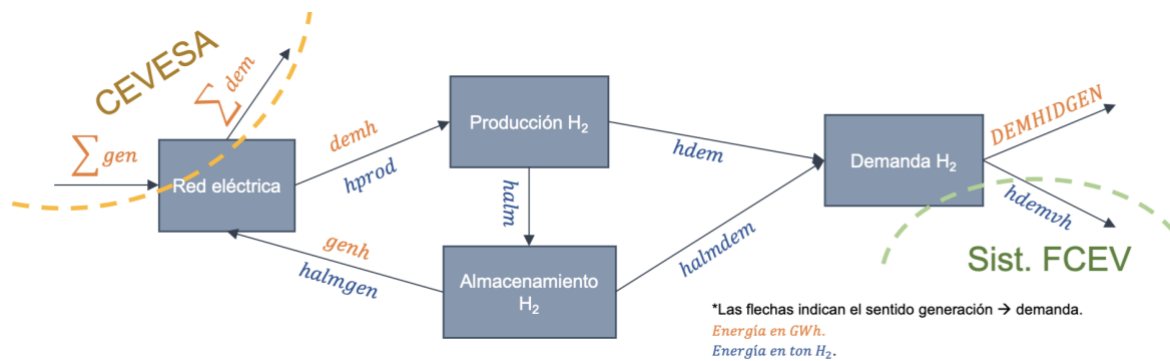 CEVESA
∑ dem
∑ gen
Red eléctrica
demh
hprod
Producción H₂
hdem
halm
genh
halmgen
Almacenamiento
H₂
halmdem
Demanda H₂
DEMHIDGEN
hdemvh
Sist. FCEV
*Las flechas indican el sentido generación → demanda.
Energía en GWh.
Energía en ton H₂.